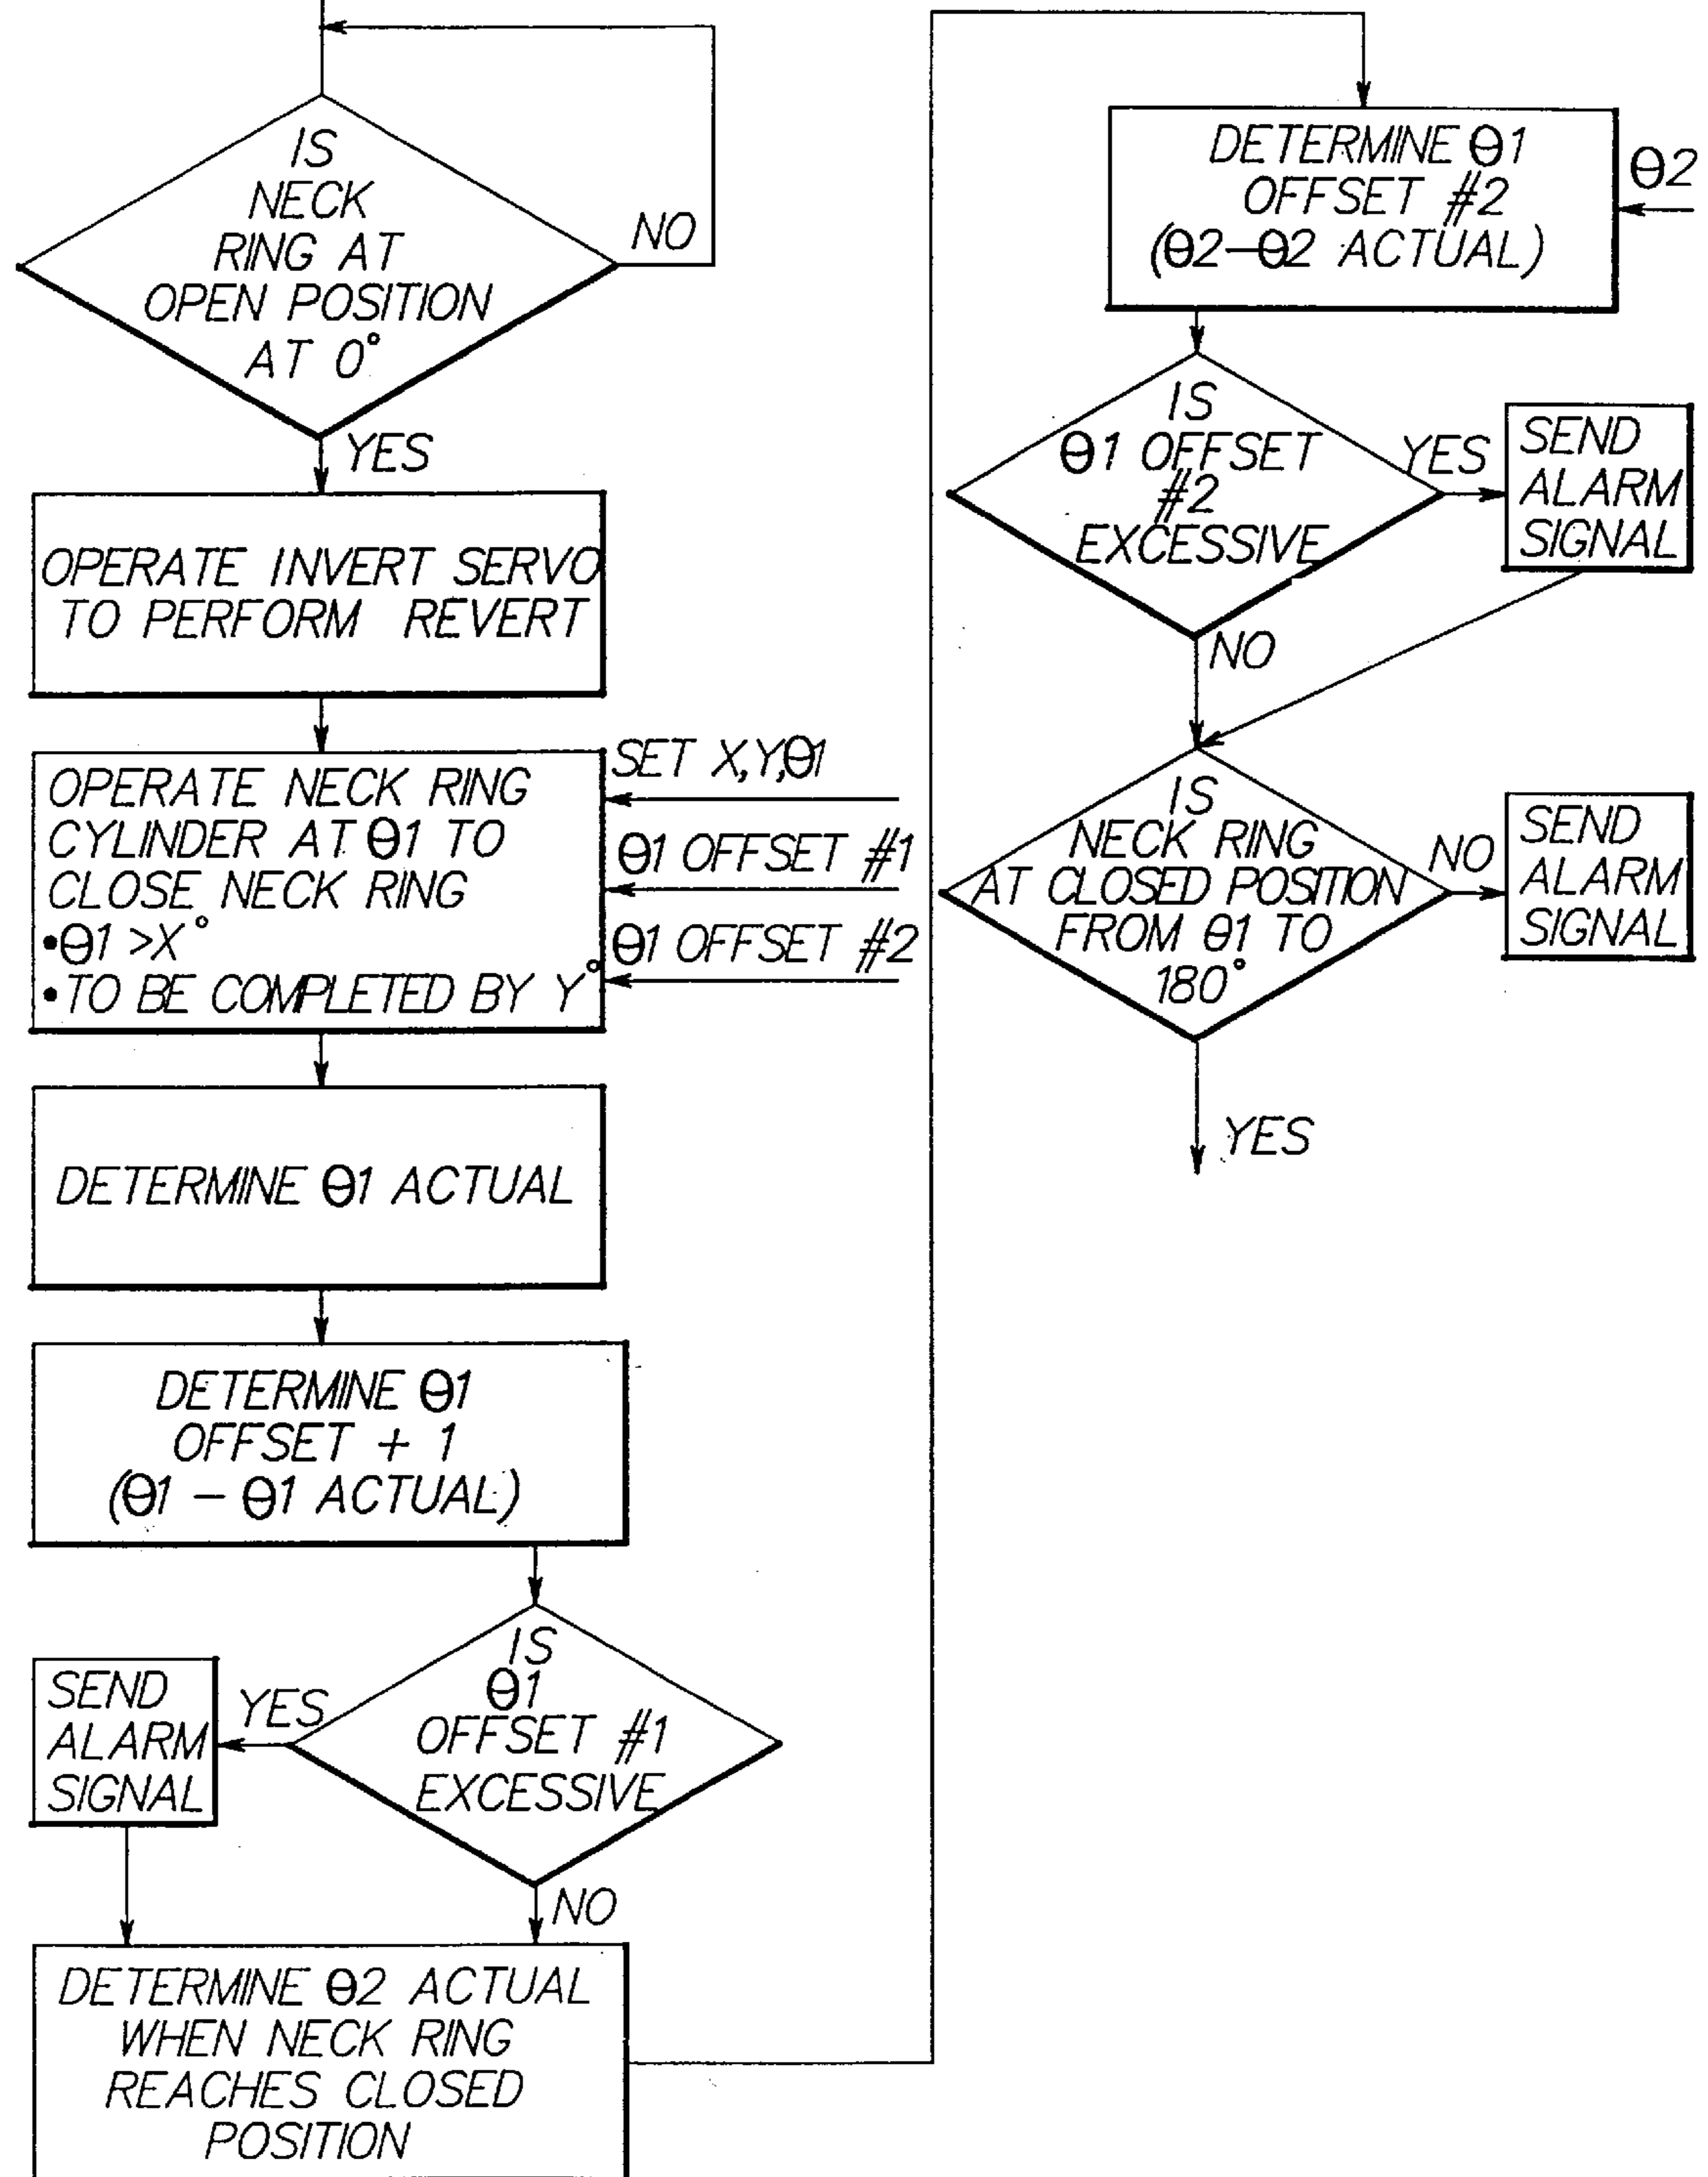 IS
NECK
RING AT
OPEN POSITION
AT 0°
NO
YES
OPERATE INVERT SERVO
TO PERFORM REVERT
OPERATE NECK RING
CYLINDER AT Θ1 TO
CLOSE NECK RING
•Θ1 >X°
•TO BE COMPLETED BY Y°
SET X,Y,Θ1
Θ1 OFFSET #1
Θ1 OFFSET #2
DETERMINE Θ1 ACTUAL
DETERMINE Θ1
OFFSET + 1
(Θ1 – Θ1 ACTUAL)
IS
Θ1
OFFSET #1
EXCESSIVE
YES
SEND
ALARM
SIGNAL
NO
DETERMINE Θ2 ACTUAL
WHEN NECK RING
REACHES CLOSED
POSITION
DETERMINE Θ1
OFFSET #2
(Θ2–Θ2 ACTUAL)
Θ2
IS
Θ1 OFFSET
#2
EXCESSIVE
YES
SEND
ALARM
SIGNAL
NO
IS
NECK RING
AT CLOSED POSITION
FROM Θ1 TO
180°
NO
SEND
ALARM
SIGNAL
YES